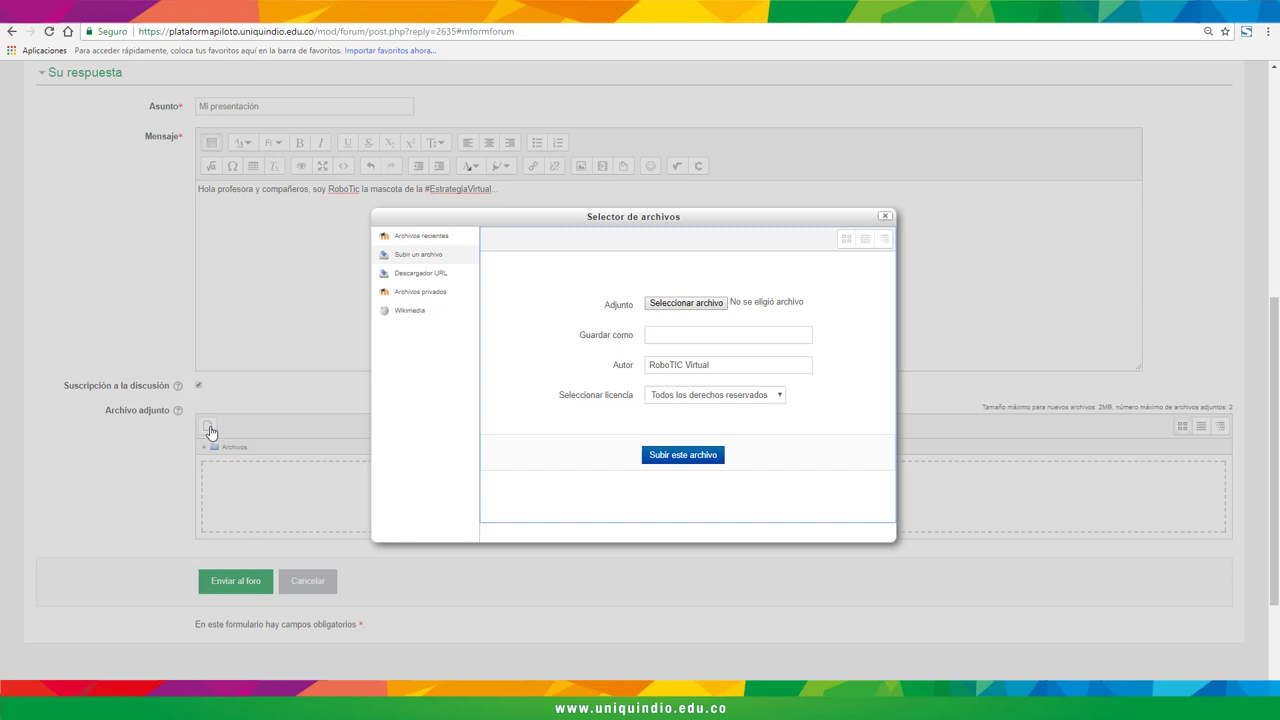 Seguro
https://plataformapiloto.uniquindio.edu.co/mod/forum/post.php?reply=2635#mformforum
Aplicaciones
Para acceder rápidamente, coloca tus favoritos aquí en la barra de favoritos. Importar favoritos ahora...
Su respuesta
Asunto*
Mi presentación
Mensaje*
Hola profesora y compañeros, soy RoboTic la mascota de la #EstrategiaVirtual...
Selector de archivos
Archivos recientes
Subir un archivo
Descargador URL
Archivos privados
Wikimedia
Adjunto
Seleccionar archivo
No se eligió archivo
Guardar como
Autor
RoboTIC Virtual
Seleccionar licencia
Todos los derechos reservados
Subir este archivo
Suscripción a la discusión
Archivo adjunto
Tamaño máximo para nuevos archivos: 2MB, número máximo de archivos adjuntos: 2
Archivos
Enviar al foro
Cancelar
En este formulario hay campos obligatorios *.
www.uniquindio.edu.co